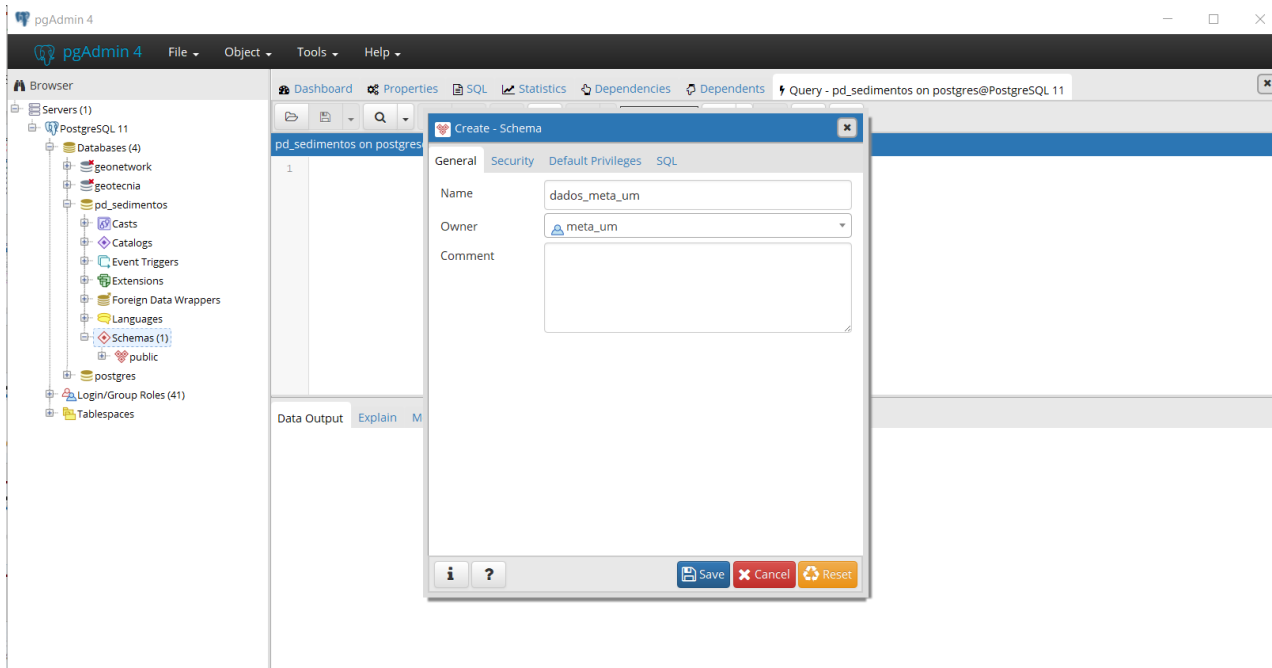 pgAdmin 4
pgAdmin 4 File Object Tools Help
Browser
Dashboard Properties SQL Statistics Dependencies Dependents Query - pd_sedimentos on postgres@PostgreSQL 11
Servers (1)
PostgreSQL 11
Databases (4)
geonetwork
geotecnia
pd_sedimentos
Casts
Catalogs
Event Triggers
Extensions
Foreign Data Wrappers
Languages
Schemas (1)
public
postgres
Login/Group Roles (41)
Tablespaces
pd_sedimentos on postgres
1
Create - Schema
General Security Default Privileges SQL
Name dados_meta_um
Owner meta_um
Comment
i ? Save Cancel Reset
Data Output Explain M